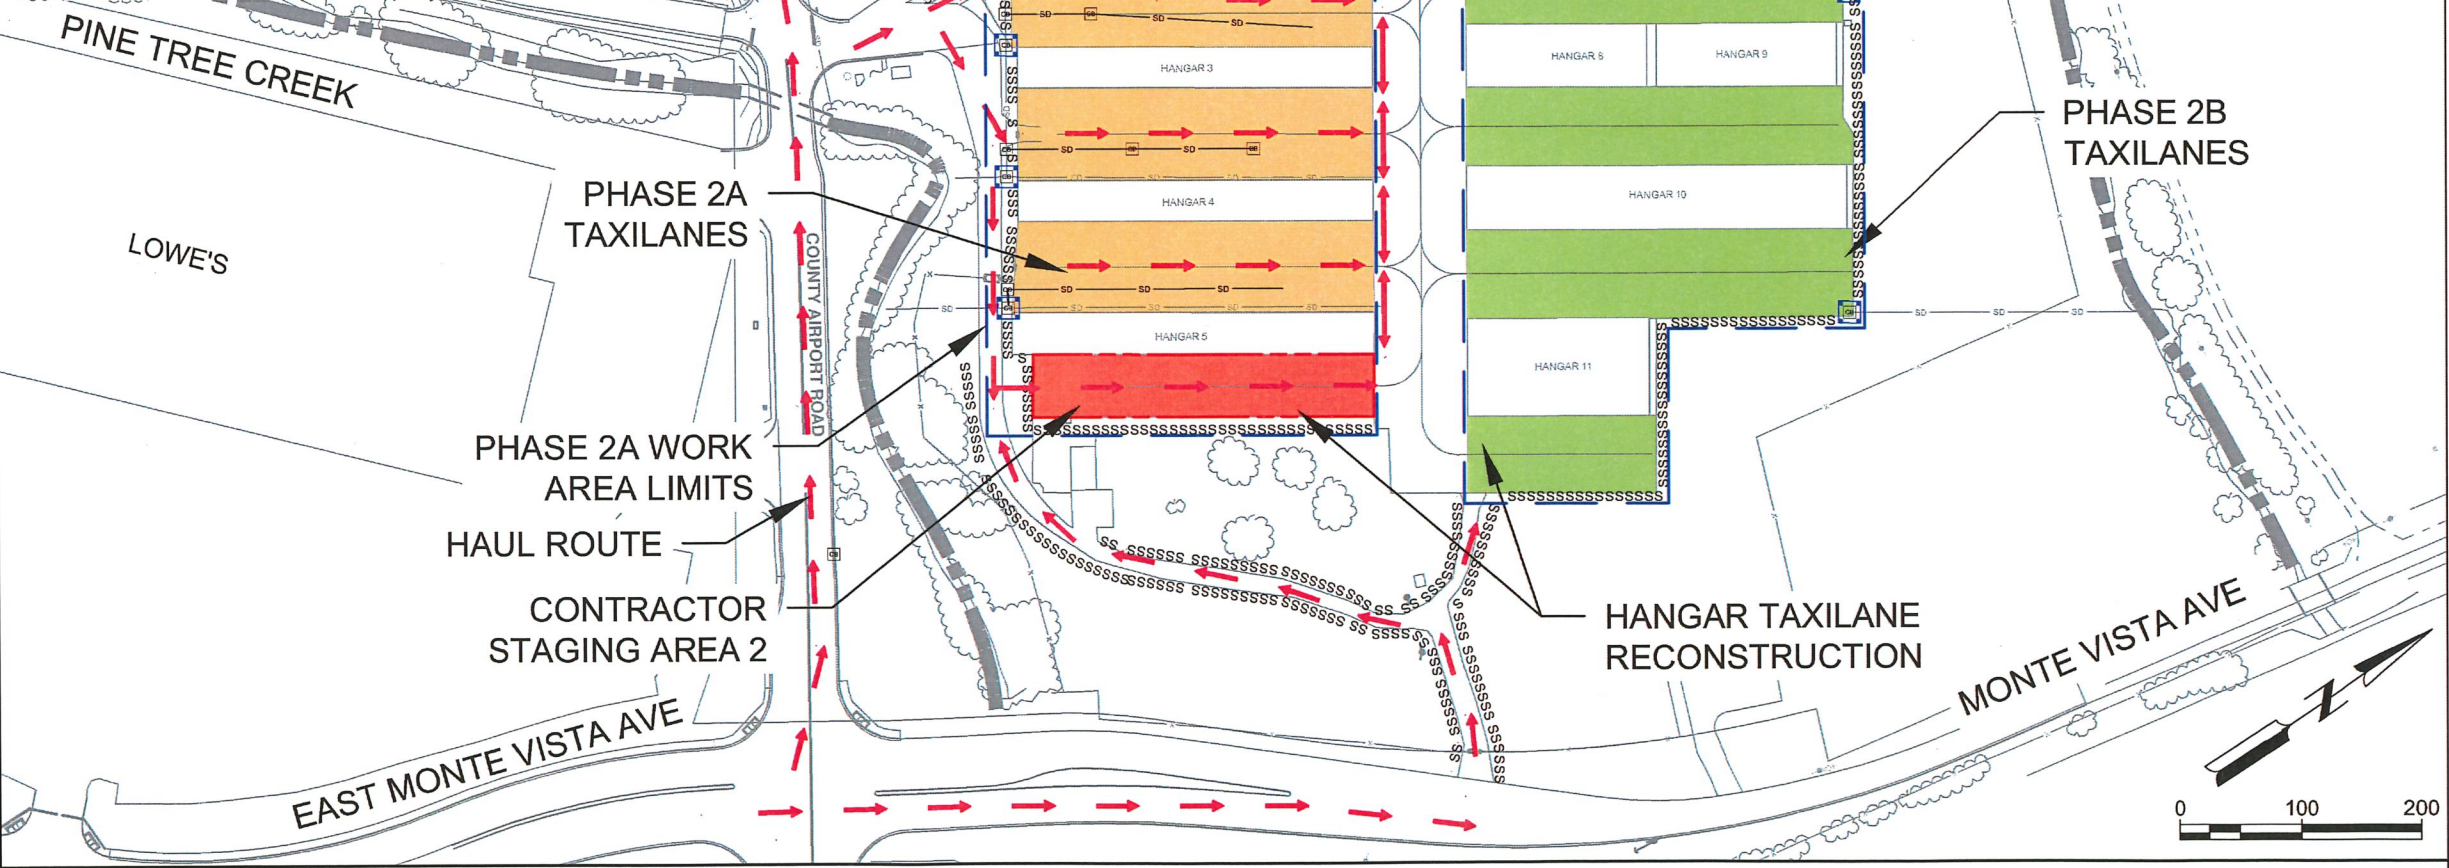 PINE TREE CREEK
LOWE'S
COUNTY AIRPORT ROAD
PHASE 2A
TAXILANES
PHASE 2A WORK
AREA LIMITS
HAUL ROUTE
CONTRACTOR
STAGING AREA 2
EAST MONTE VISTA AVE
HANGAR 3
HANGAR 4
HANGAR 5
HANGAR 9
HANGAR 10
HANGAR 11
PHASE 2B
TAXILANES
HANGAR TAXILANE
RECONSTRUCTION
MONTE VISTA AVE
N
0 100 200